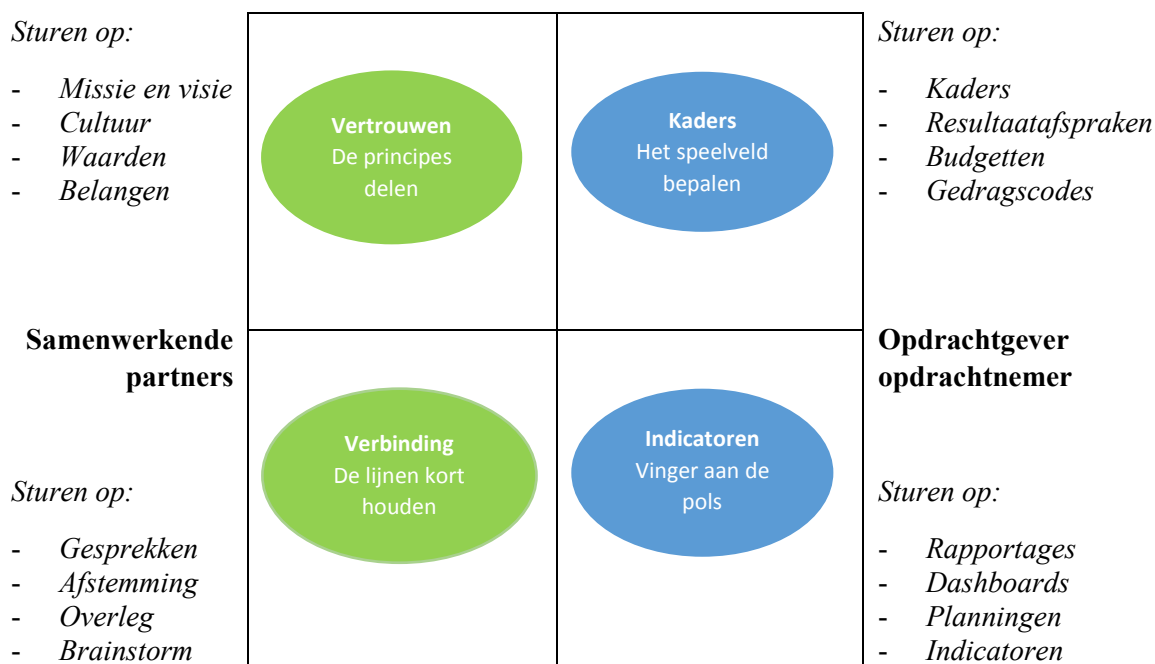 Sturen op:
- Missie en visie
- Cultuur
- Waarden
- Belangen
Vertrouwen
De principes
delen
Kaders
Het speelveld
bepalen
Sturen op:
- Kaders
- Resultaatafspraken
- Budgetten
- Gedragscodes
Samenwerkende
partners
Opdrachtgever
opdrachtnemer
Sturen op:
- Gesprekken
- Afstemming
- Overleg
- Brainstorm
Verbinding
De lijnen kort
houden
Indicatoren
Vinger aan de
pols
Sturen op:
- Rapportages
- Dashboards
- Planningen
- Indicatoren